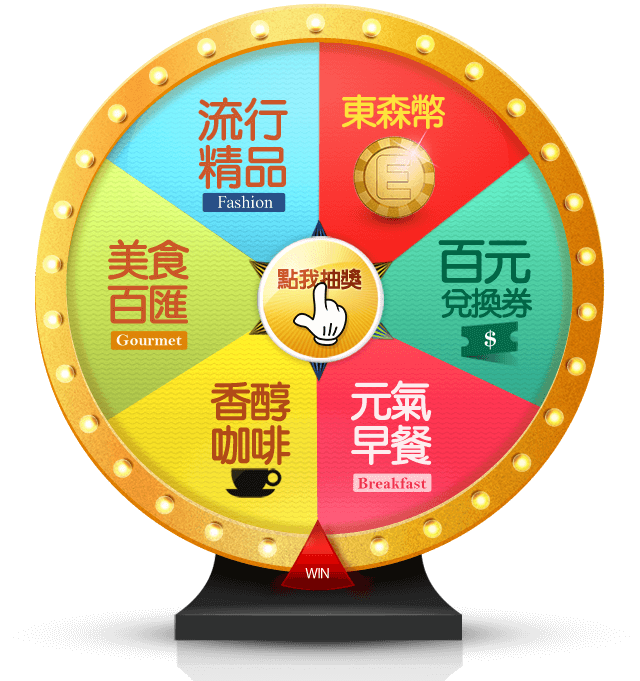 流行
精品
Fashion
東森幣
E
美食
百匯
Gourmet
點我抽獎
百元
兌換券
$
香醇
咖啡
元氣
早餐
Breakfast
WIN